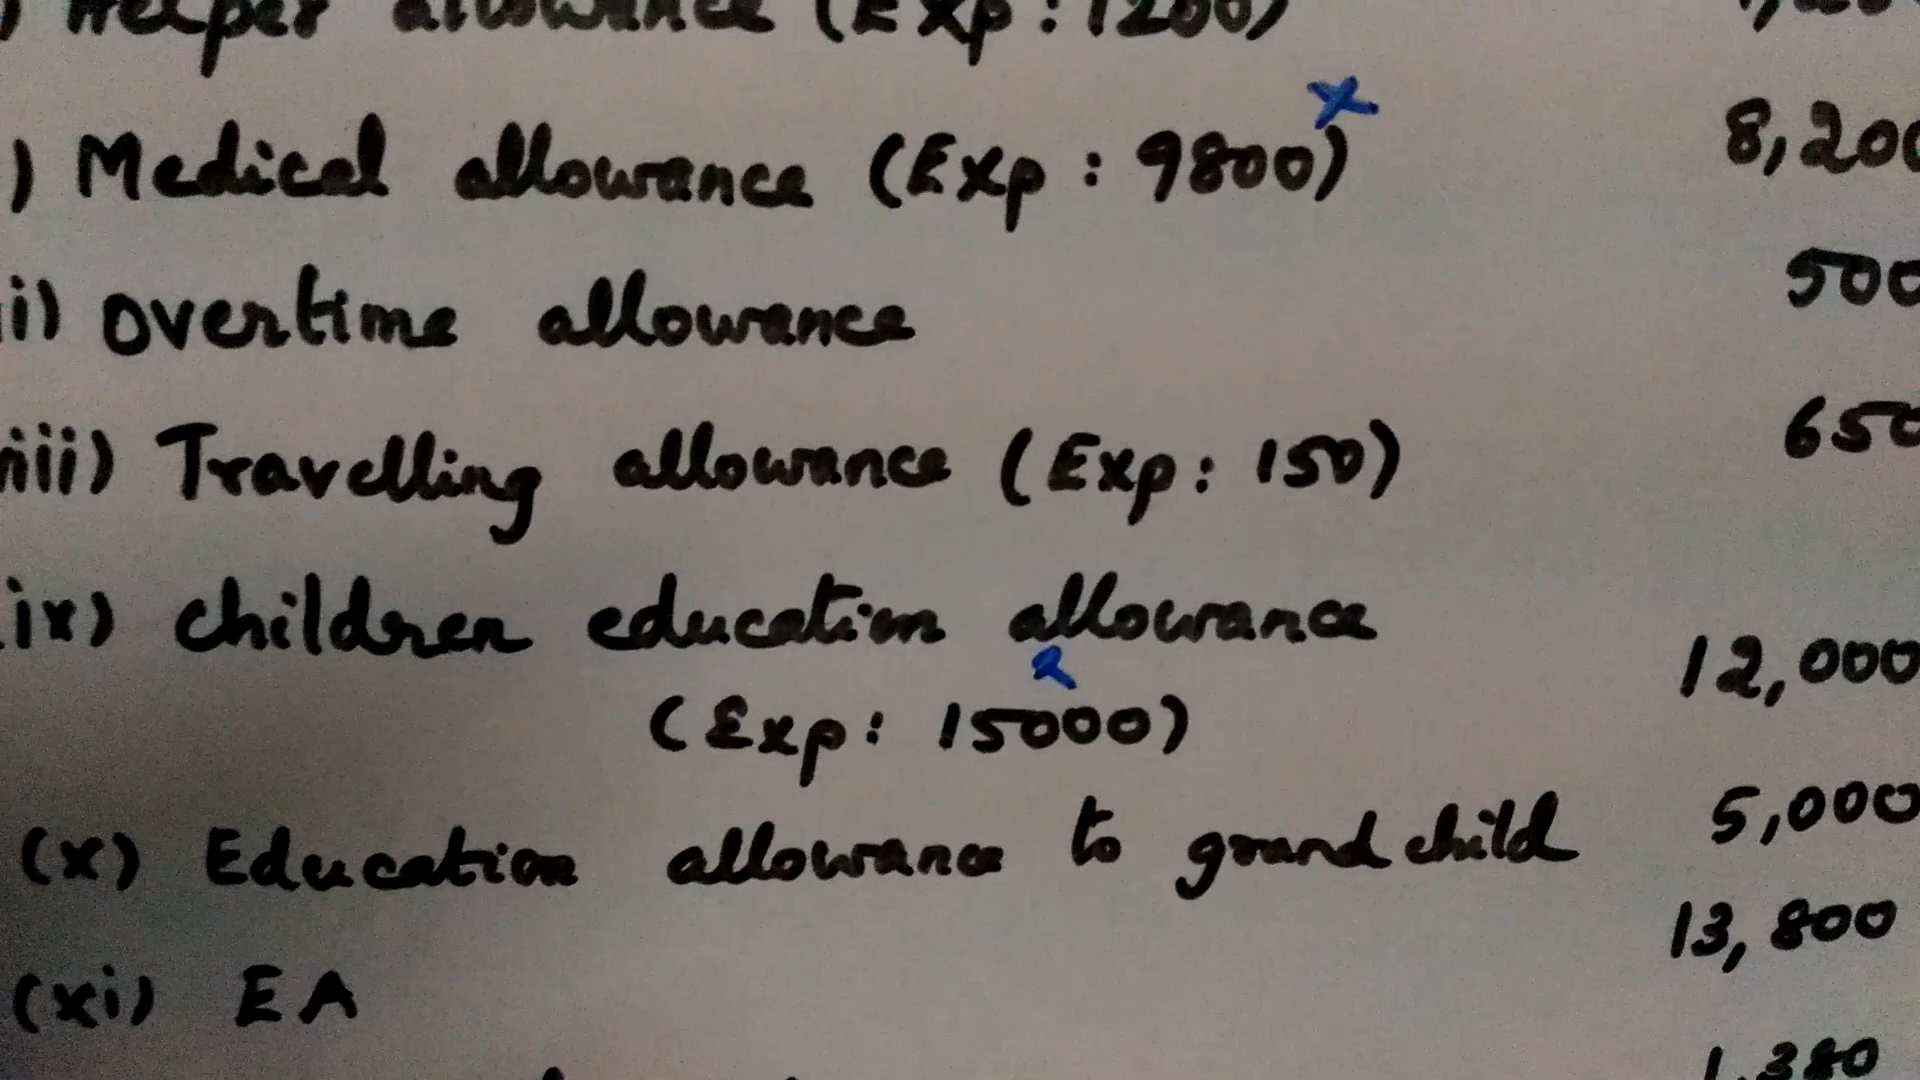 ) Helper allowance (Exp: 1200)
) Medical allowance (Exp: 9800) 8,200
ii) Overtime allowance 500
viii) Travelling allowance (Exp: 150) 650
ix) children education allowance
(Exp: 15000) 12,000
(x) Education allowance to grand child 5,000
(xi) EA 13,800
1,380